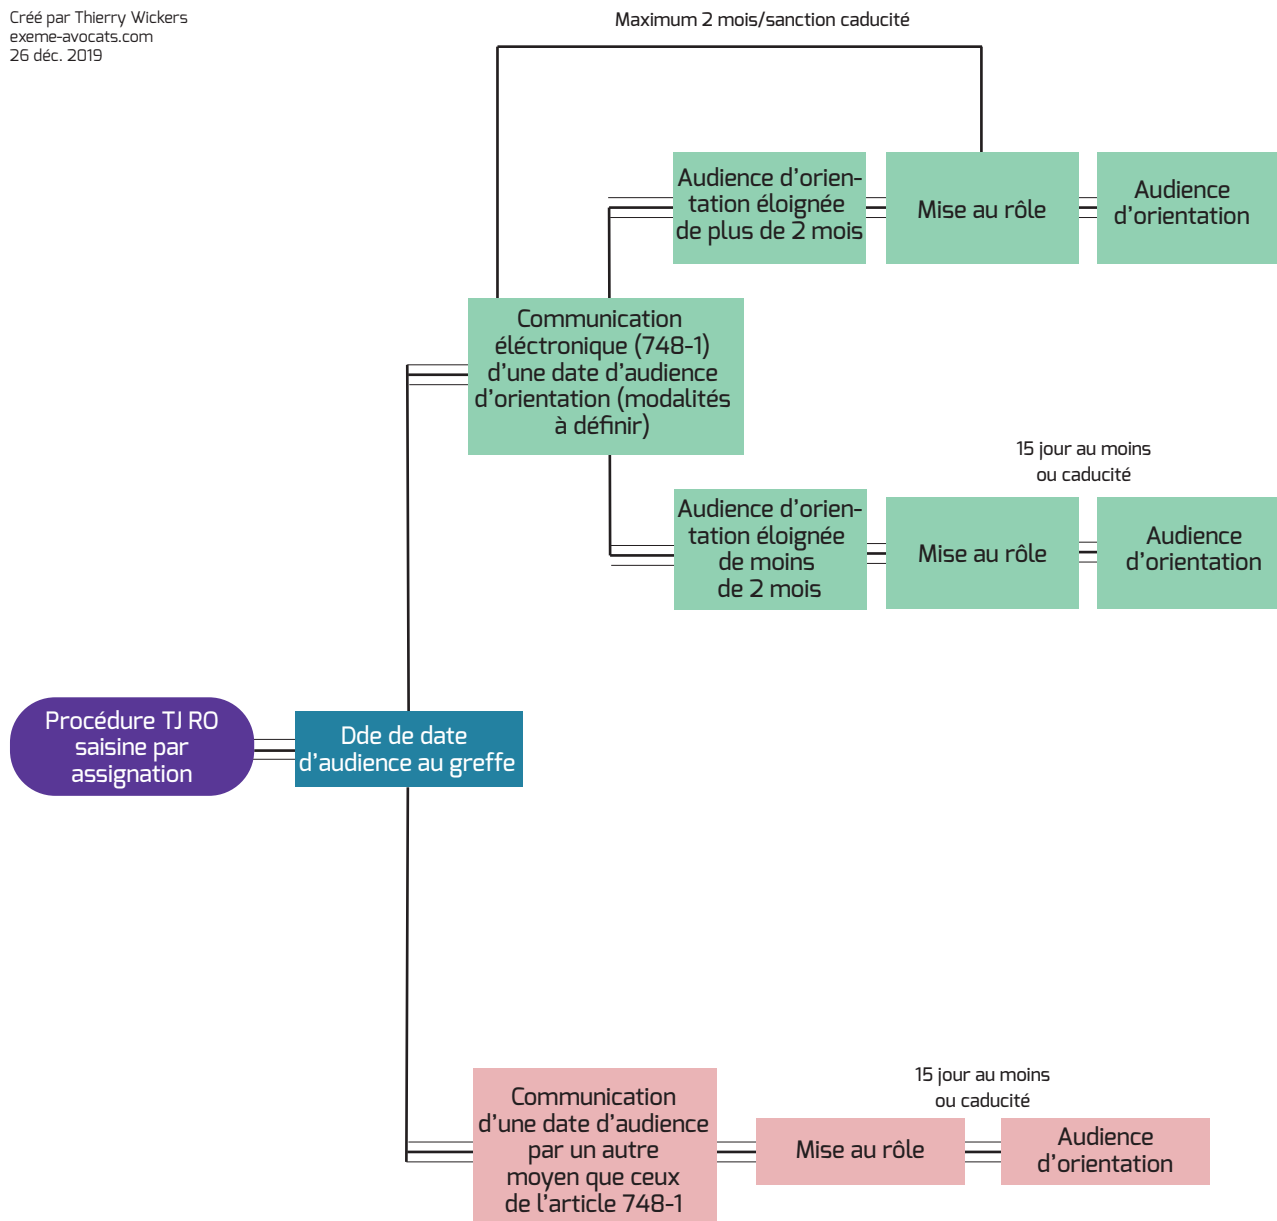 Créé par Thierry Wickers
exeme-avocats.com
26 déc. 2019
Maximum 2 mois/sanction caducité
Audience d'orien-
tation éloignée
de plus de 2 mois
Mise au rôle
Audience
d'orientation
Communication
éléctronique (748-1)
d'une date d'audience
d'orientation (modalités
à définir)
15 jour au moins
ou caducité
Audience d'orien-
tation éloignée
de moins
de 2 mois
Mise au rôle
Audience
d'orientation
Procédure TJ RO
saisine par
assignation
Dde de date
d'audience au greffe
15 jour au moins
ou caducité
Communication
d'une date d'audience
par un autre
moyen que ceux
de l'article 748-1
Mise au rôle
Audience
d'orientation